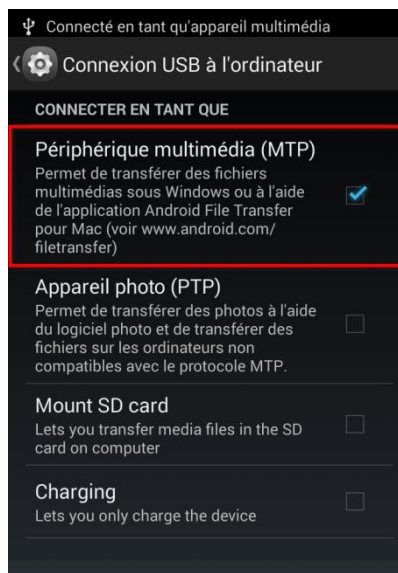 Connecté en tant qu'appareil multimédia
Connexion USB à l'ordinateur
CONNECTER EN TANT QUE
Périphérique multimédia (MTP)
Permet de transférer des fichiers
multimédias sous Windows ou à l'aide
de l'application Android File Transfer
pour Mac (voir www.android.com/
filetransfer)
Appareil photo (PTP)
Permet de transférer des photos à l'aide
du logiciel photo et de transférer des
fichiers sur les ordinateurs non
compatibles avec le protocole MTP.
Mount SD card
Lets you transfer media files in the SD
card on computer
Charging
Lets you only charge the device